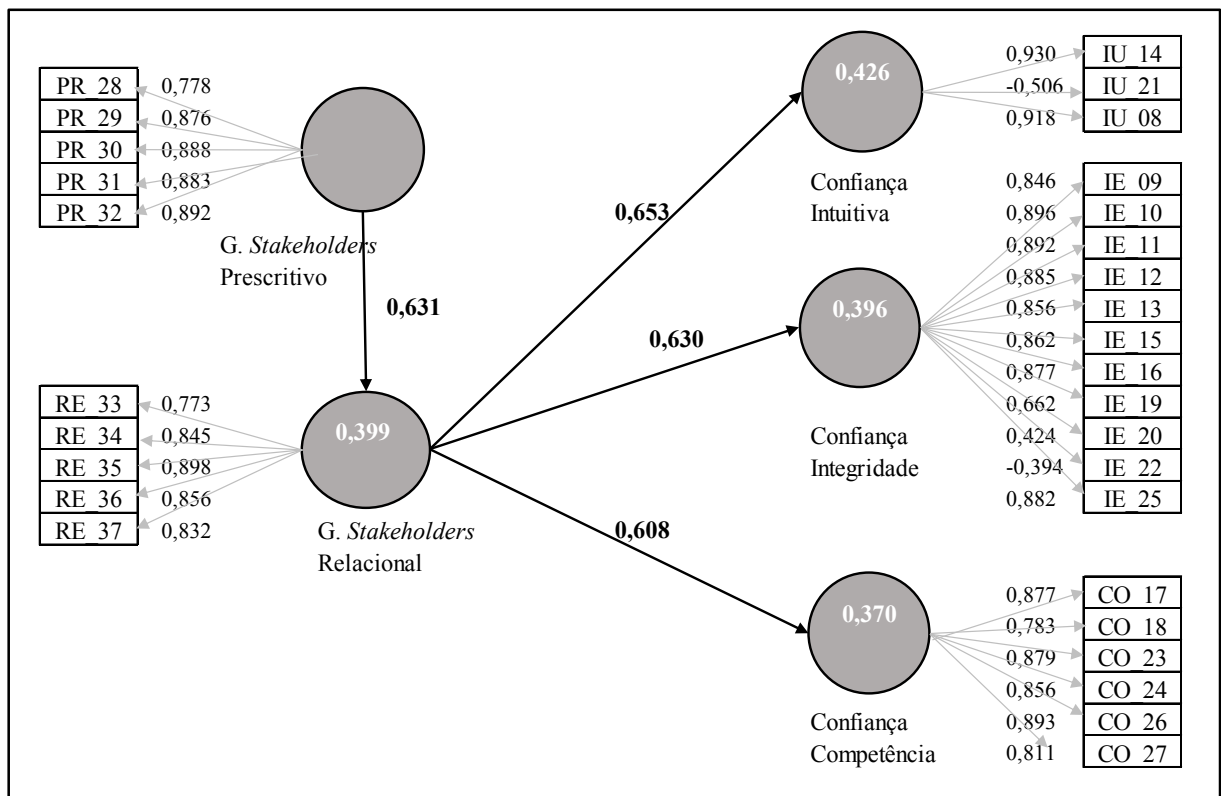 PR_28 0,778
PR_29 0,876
PR_30 0,888
PR_31 0,883
PR_32 0,892
G. Stakeholders
Prescritivo
0,631
RE_33 0,773
RE_34 0,845
RE_35 0,898
RE_36 0,856
RE_37 0,832
0,399
G. Stakeholders
Relacional
0,653
0,630
0,608
0,426
Confiança
Intuitiva
0,930 IU_14
-0,506 IU_21
0,918 IU_08
0,396
Confiança
Integridade
0,846 IE_09
0,896 IE_10
0,892 IE_11
0,885 IE_12
0,856 IE_13
0,862 IE_15
0,877 IE_16
0,662 IE_19
0,424 IE_20
-0,394 IE_22
0,882 IE_25
0,370
Confiança
Competência
0,877 CO_17
0,783 CO_18
0,879 CO_23
0,856 CO_24
0,893 CO_26
0,811 CO_27